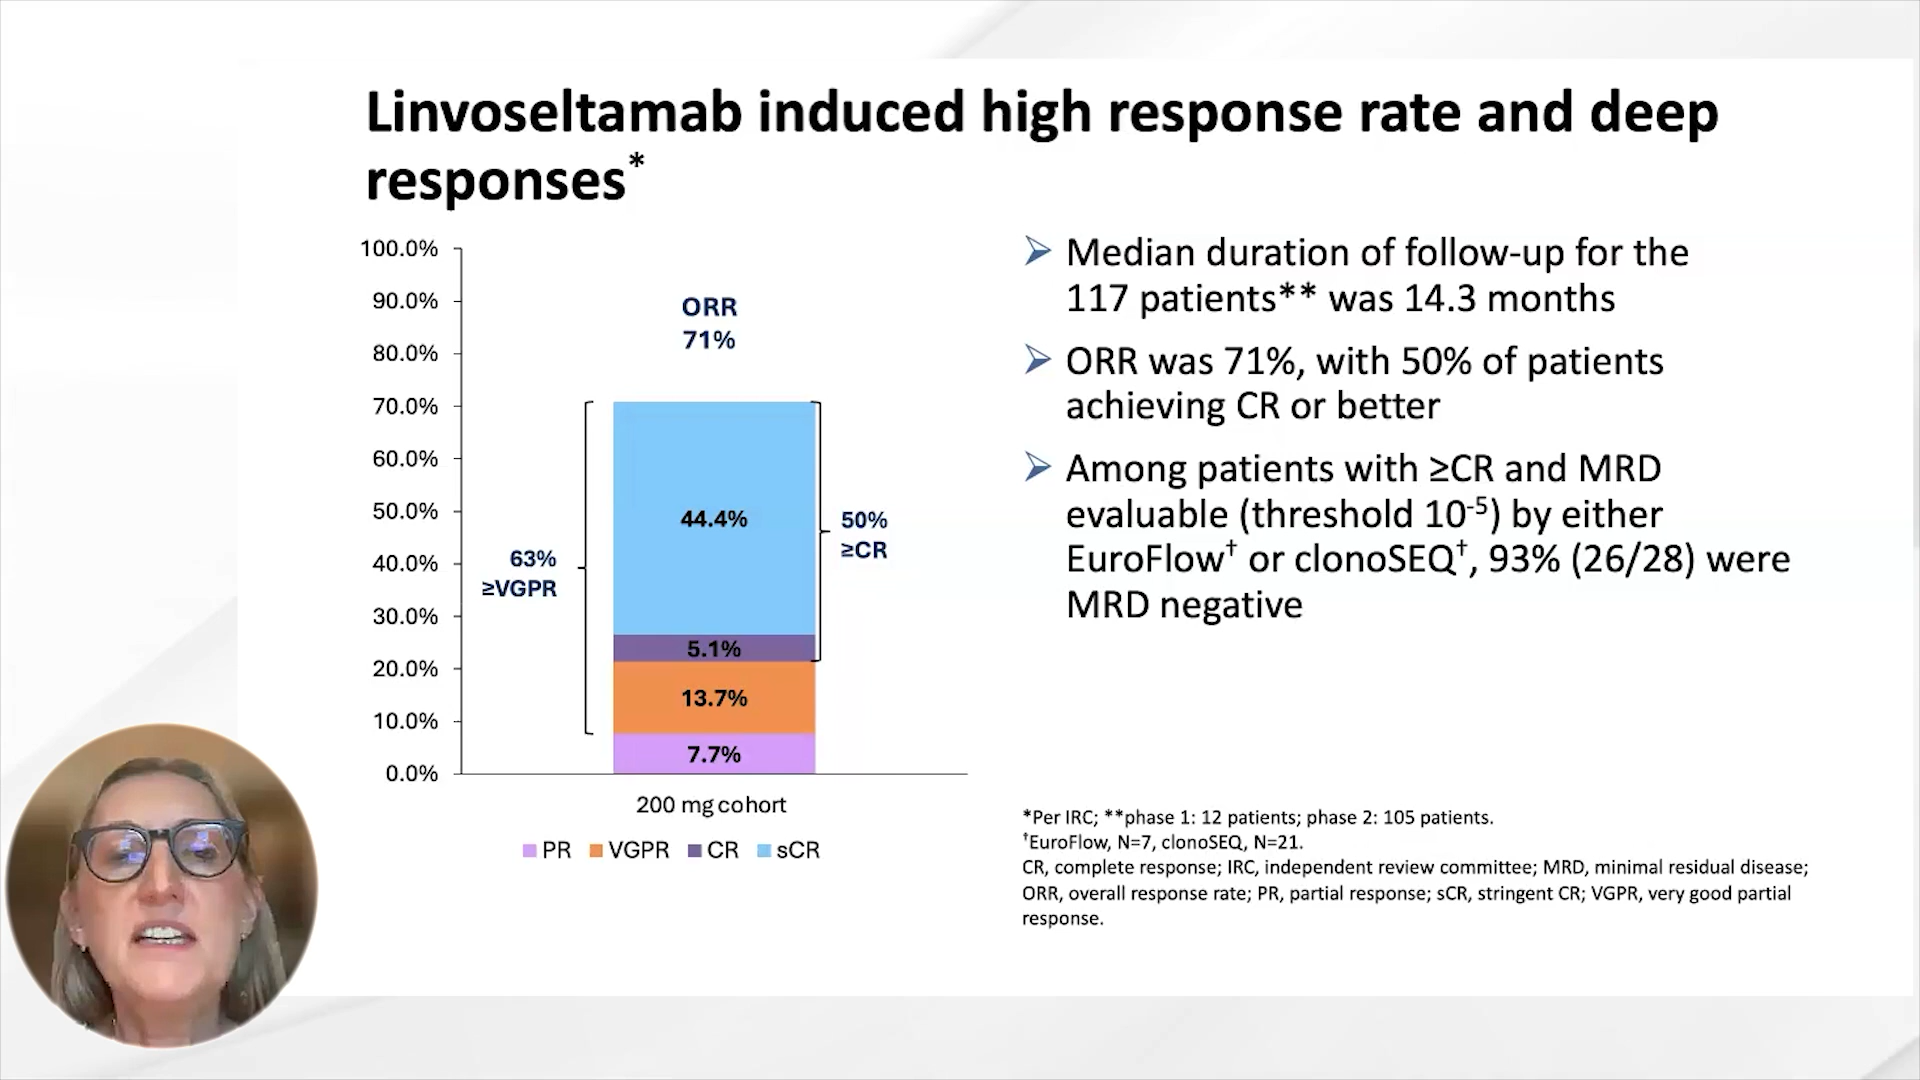 Linvoseltamab induced high response rate and deep
responses*
100.0%
90.0%
80.0%
70.0%
60.0%
50.0%
40.0%
30.0%
20.0%
10.0%
0.0%
ORR
71%
44.4%
5.1%
13.7%
7.7%
63%
≥VGPR
50%
≥CR
200 mg cohort
PR VGPR CR sCR
➢ Median duration of follow-up for the
117 patients** was 14.3 months
➢ ORR was 71%, with 50% of patients
achieving CR or better
➢ Among patients with ≥CR and MRD
evaluable (threshold 10⁻⁵) by either
EuroFlow† or clonoSEQ†, 93% (26/28) were
MRD negative
*Per IRC; **phase 1: 12 patients; phase 2: 105 patients.
†EuroFlow, N=7, clonoSEQ, N=21.
CR, complete response; IRC, independent review committee; MRD, minimal residual disease;
ORR, overall response rate; PR, partial response; sCR, stringent CR; VGPR, very good partial
response.